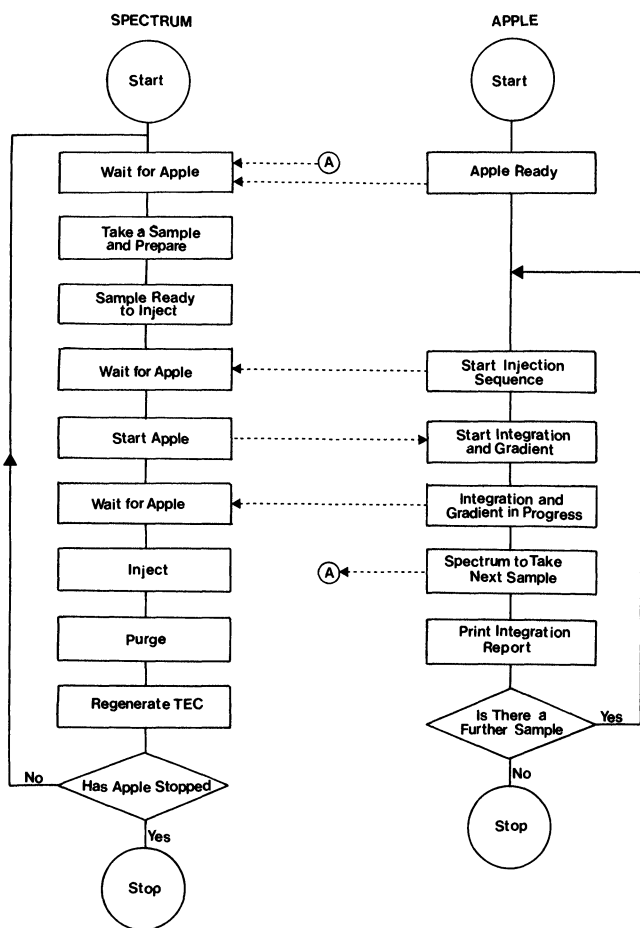 SPECTRUM
Start
Wait for Apple
Take a Sample
and Prepare
Sample Ready
to Inject
Wait for Apple
Start Apple
Wait for Apple
Inject
Purge
Regenerate TEC
Has Apple Stopped
No
Yes
Stop
A
A
APPLE
Start
Apple Ready
Start Injection
Sequence
Start Integration
and Gradient
Integration and
Gradient in Progress
Spectrum to Take
Next Sample
Print Integration
Report
Is There a
Further Sample
Yes
No
Stop